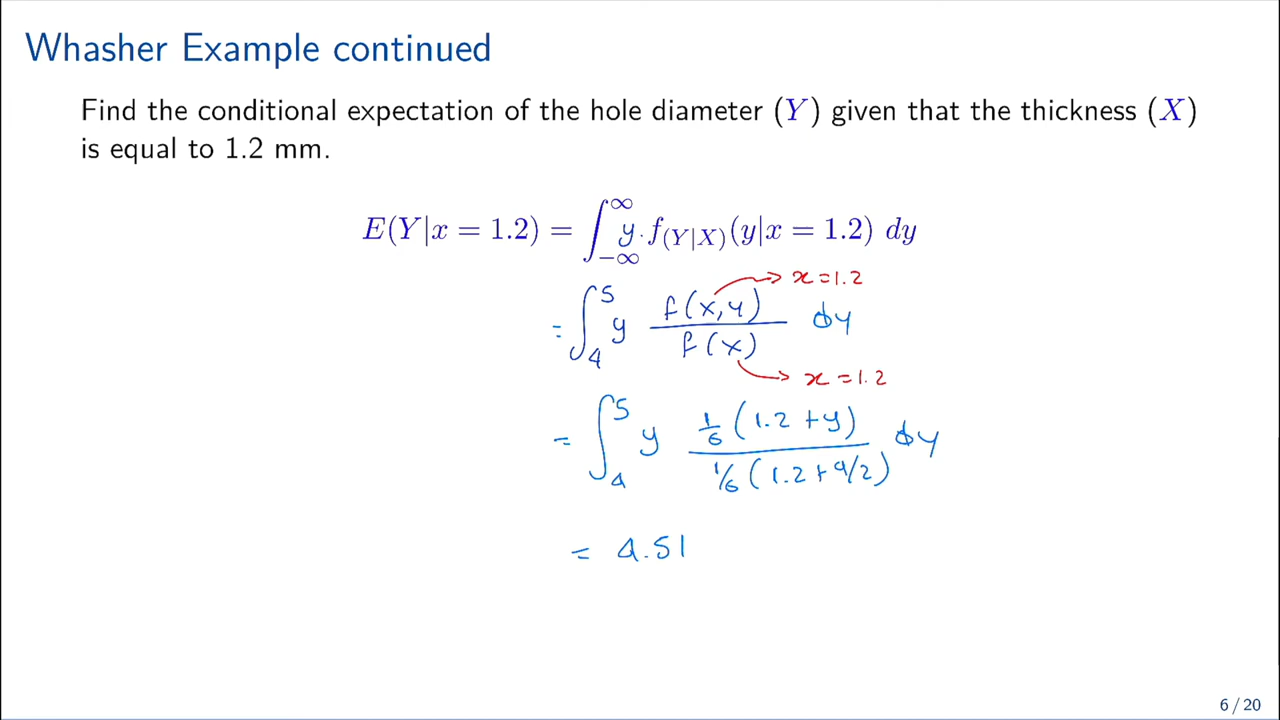 Whasher Example continued
Find the conditional expectation of the hole diameter (Y) given that the thickness (X)
is equal to 1.2 mm.
E(Y|x = 1.2) = ∫_{−∞}^{∞} y · f_{(Y|X)}(y|x = 1.2) dy
= ∫_4^5 y f(x,y) / f(x) dy
→ x = 1.2
→ x = 1.2
= ∫_4^5 y 1/6 (1.2 + y) / 1/6 (1.2 + 9/2) dy
= 4.51
6 / 20